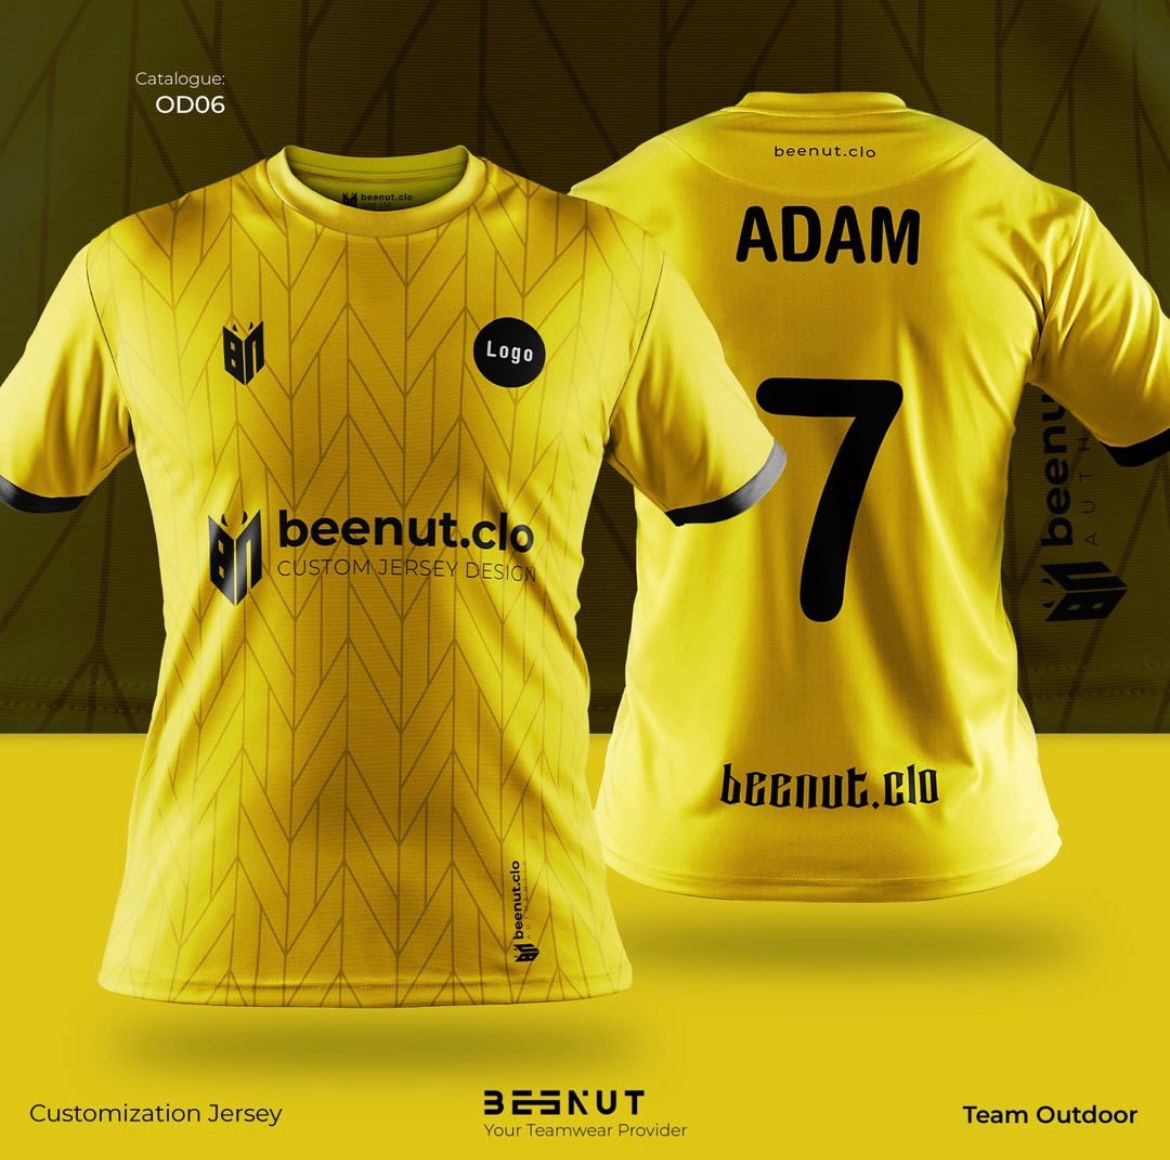 Catalogue:
OD06
beenut.clo
Logo
beenut.clo
CUSTOM JERSEY DESIGN
beenut.clo
beenut.clo
ADAM
7
beenut.clo
Customization Jersey
BEENUT
Your Teamwear Provider
Team Outdoor